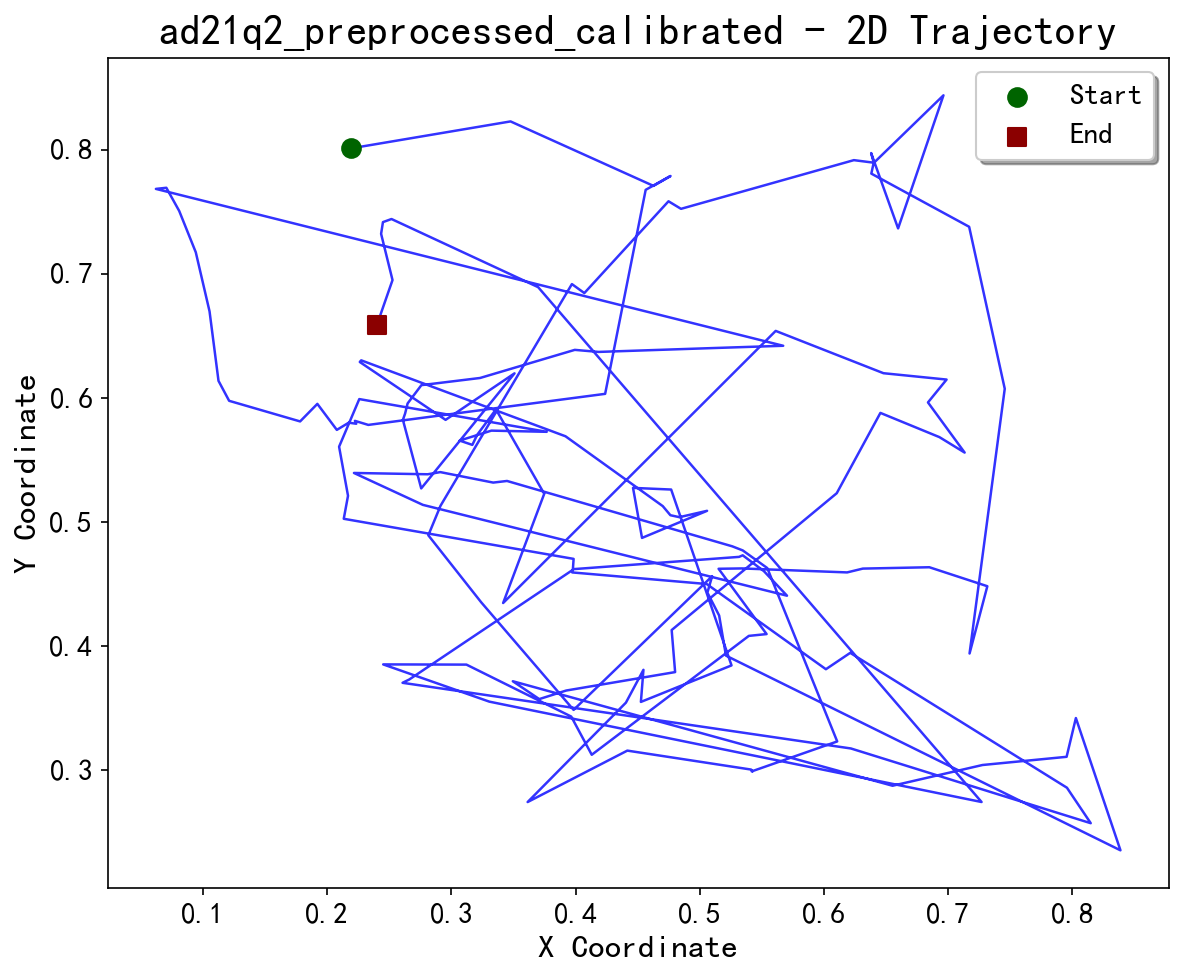 ad21q2_preprocessed_calibrated - 2D Trajectory
Start
End
Y Coordinate
0.8
0.7
0.6
0.5
0.4
0.3
0.1 0.2 0.3 0.4 0.5 0.6 0.7 0.8
X Coordinate